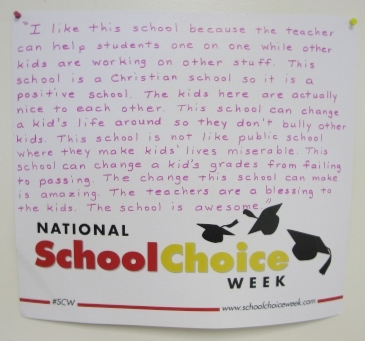 "I like this school because the teacher
can help students one on one while other
kids are working on other stuff. This
school is a Christian school so it is a
positive school. The kids here are actually
nice to each other. This school can change
a kid's life around so they don't bully other
kids. This school is not like public school
where they make kids' lives miserable. This
school can change a kid's grades from failing
to passing. The change this school can make
is amazing. The teachers are a blessing to
the kids. The school is awesome."
NATIONAL
SchoolChoice
WEEK
#SCW
www.schoolchoiceweek.com